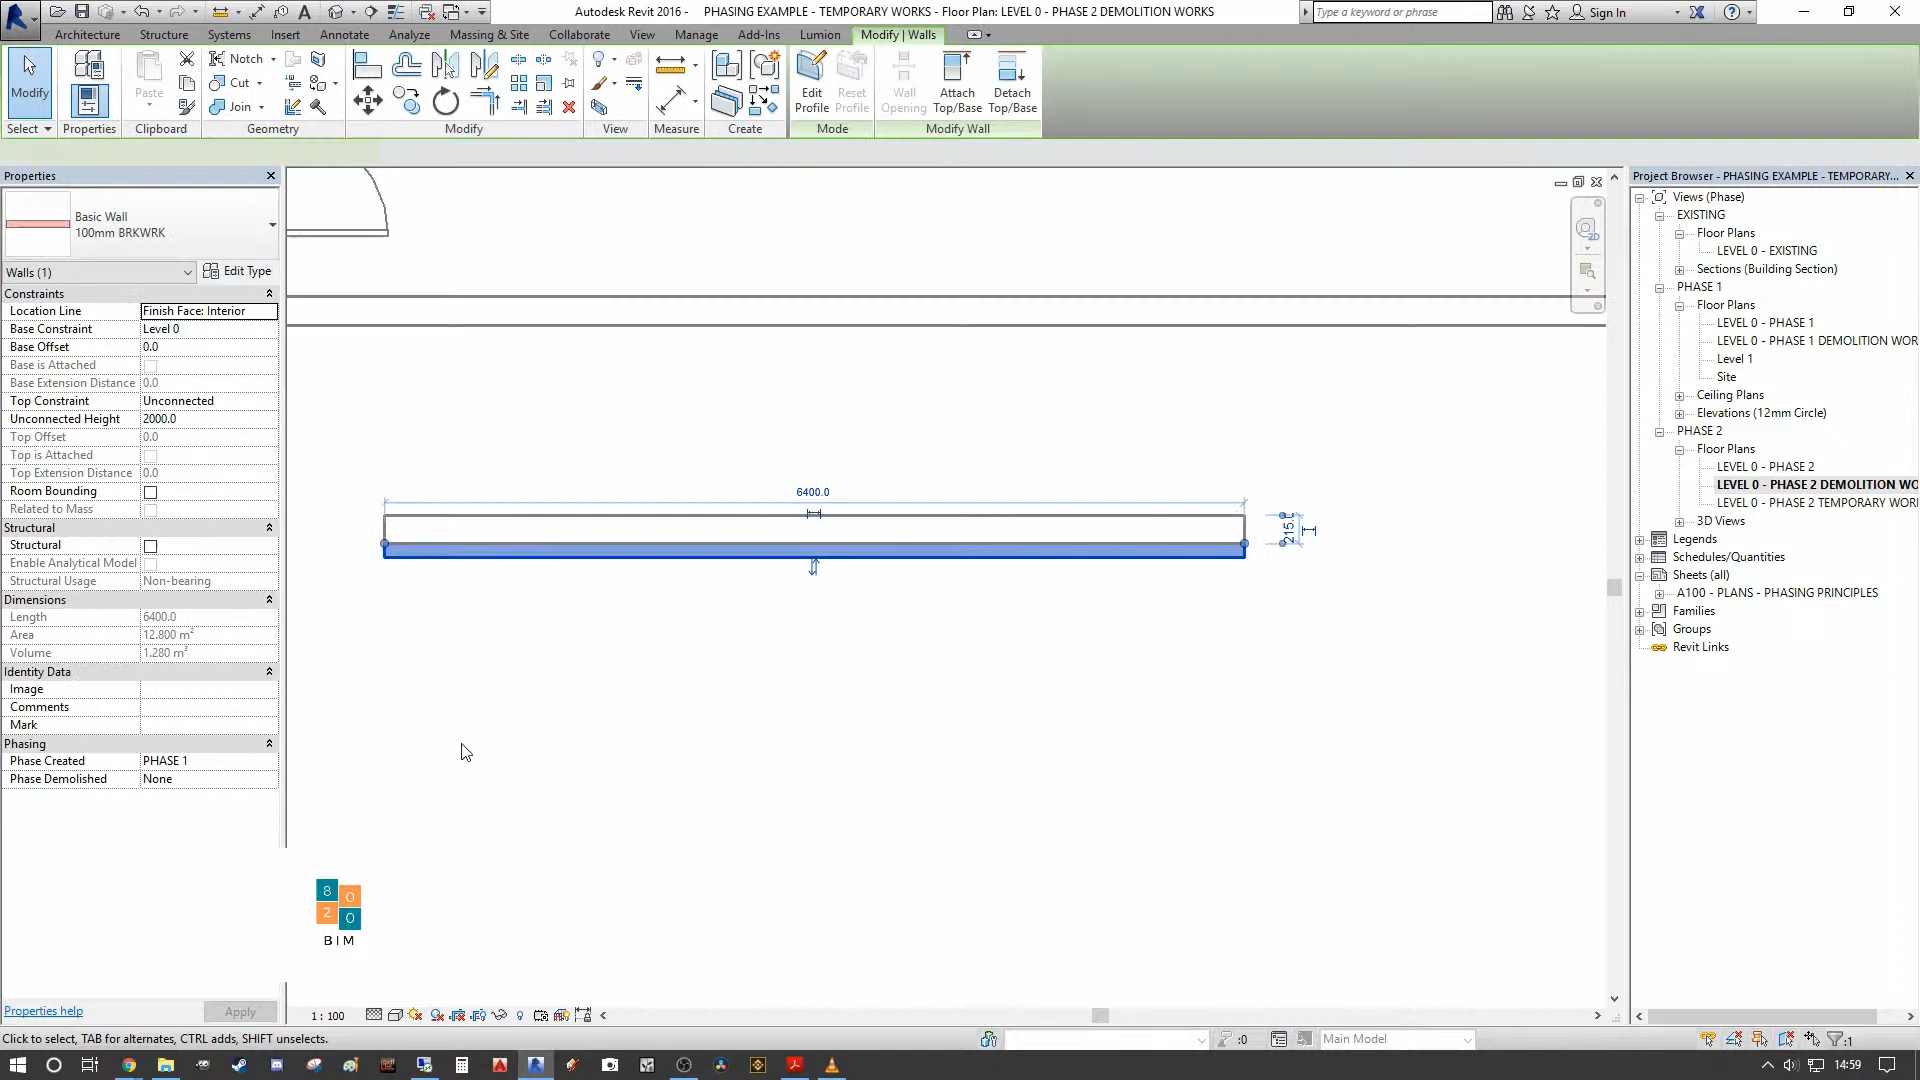 Autodesk Revit 2016 - PHASING EXAMPLE - TEMPORARY WORKS - Floor Plan: LEVEL 0 - PHASE 2 DEMOLITION WORKS
Type a keyword or phrase
Sign In
Architecture Structure Systems Insert Annotate Analyze Massing & Site Collaborate View Manage Add-Ins Lumion Modify | Walls
Modify
Paste
Notch
Cut
Join
Edit Profile
Reset Profile
Wall Opening
Attach Top/Base
Detach Top/Base
Select Properties Clipboard Geometry Modify View Measure Create Mode Modify Wall
Properties
Basic Wall
100mm BRKWRK
Walls (1) Edit Type
Constraints
Location Line Finish Face: Interior
Base Constraint Level 0
Base Offset 0.0
Base is Attached
Base Extension Distance 0.0
Top Constraint Unconnected
Unconnected Height 2000.0
Top Offset 0.0
Top is Attached
Top Extension Distance 0.0
Room Bounding
Related to Mass
Structural
Structural
Enable Analytical Model
Structural Usage Non-bearing
Dimensions
Length 6400.0
Area 12.800 m²
Volume 1.280 m³
Identity Data
Image
Comments
Mark
Phasing
Phase Created PHASE 1
Phase Demolished None
Properties help Apply
6400.0
2D
8 0
2 0
BIM
1 : 100
Project Browser - PHASING EXAMPLE - TEMPORARY...
Views (Phase)
EXISTING
Floor Plans
LEVEL 0 - EXISTING
Sections (Building Section)
PHASE 1
Floor Plans
LEVEL 0 - PHASE 1
LEVEL 0 - PHASE 1 DEMOLITION WOR
Level 1
Site
Ceiling Plans
Elevations (12mm Circle)
PHASE 2
Floor Plans
LEVEL 0 - PHASE 2
LEVEL 0 - PHASE 2 DEMOLITION WO
LEVEL 0 - PHASE 2 TEMPORARY WORK
3D Views
Legends
Schedules/Quantities
Sheets (all)
A100 - PLANS - PHASING PRINCIPLES
Families
Groups
Revit Links
Click to select, TAB for alternates, CTRL adds, SHIFT unselects.
:0
Main Model
:1
14:59